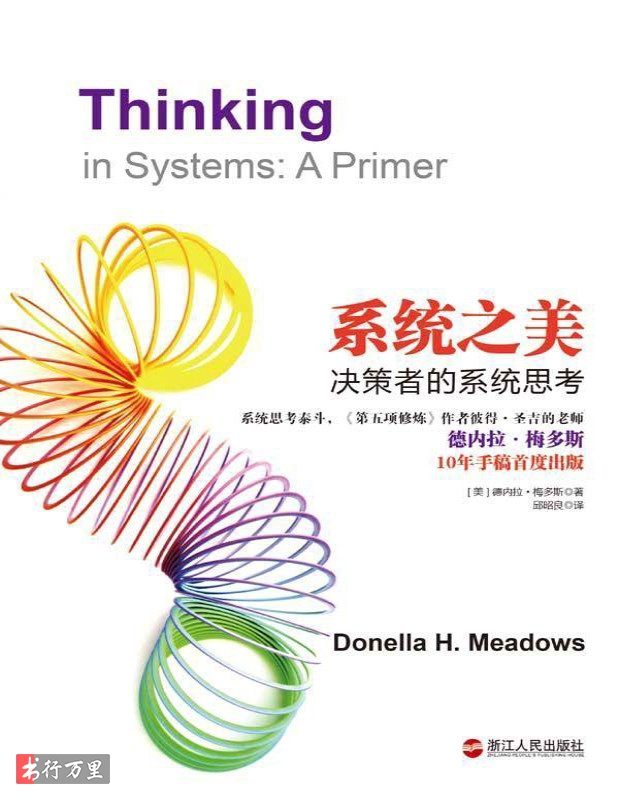 Thinking
in Systems: A Primer
系统之美
决策者的系统思考
系统思考泰斗，《第五项修炼》作者彼得·圣吉的老师
德内拉·梅多斯
10年手稿首度出版
［美］德内拉·梅多斯◎著
邱昭良◎译
Donella H. Meadows
浙江人民出版社
ZHEJIANG PEOPLE'S PUBLISHING HOUSE
书行万里